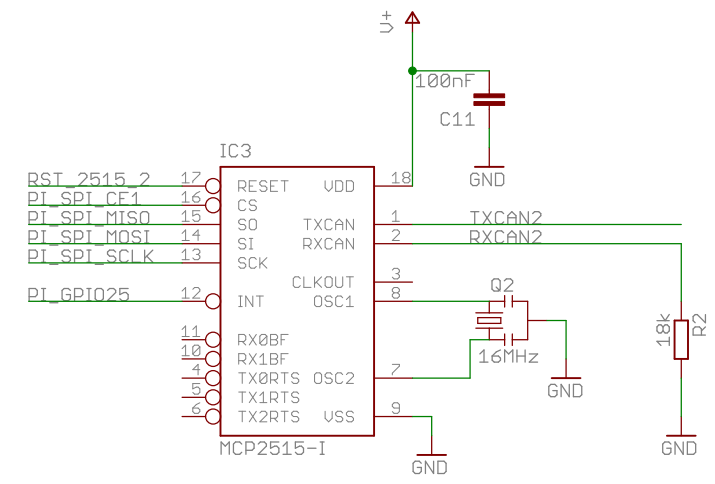 V+
100nF
C11
GND
IC3
RST_2515_2 17 RESET VDD 18
PI_SPI_CE1 16 CS
PI_SPI_MISO 15 SO TXCAN 1 TXCAN2
PI_SPI_MOSI 14 SI RXCAN 2 RXCAN2
PI_SPI_SCLK 13 SCK
CLKOUT 3
PI_GPIO25 12 INT OSC1 8
Q2
16MHz
GND
18k
R2
GND
11 RX0BF
10 RX1BF
4 TX0RTS OSC2 7
5 TX1RTS
6 TX2RTS VSS 9
MCP2515-I
GND